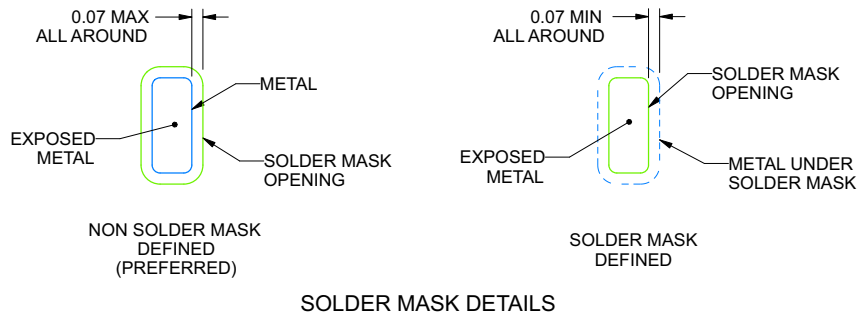 0.07 MAX
ALL AROUND
METAL
EXPOSED
METAL
SOLDER MASK
OPENING
NON SOLDER MASK
DEFINED
(PREFERRED)
0.07 MIN
ALL AROUND
SOLDER MASK
OPENING
EXPOSED
METAL
METAL UNDER
SOLDER MASK
SOLDER MASK
DEFINED
SOLDER MASK DETAILS